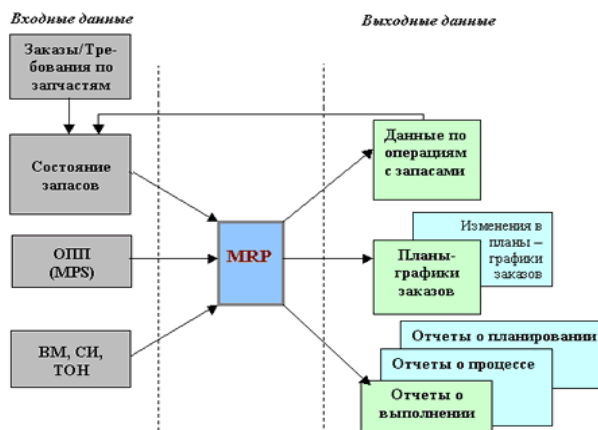 Входные данные
Выходные данные
Заказы/Тре-
бования по
запчастям
Состояние
запасов
ОПП
(MPS)
ВМ, СИ,
ТОН
MRP
Данные по
операциям
с запасами
Изменения в
планы –
графики
заказов
Планы-
графики
заказов
Отчеты о планировании
Отчеты о процессе
Отчеты о
выполнении